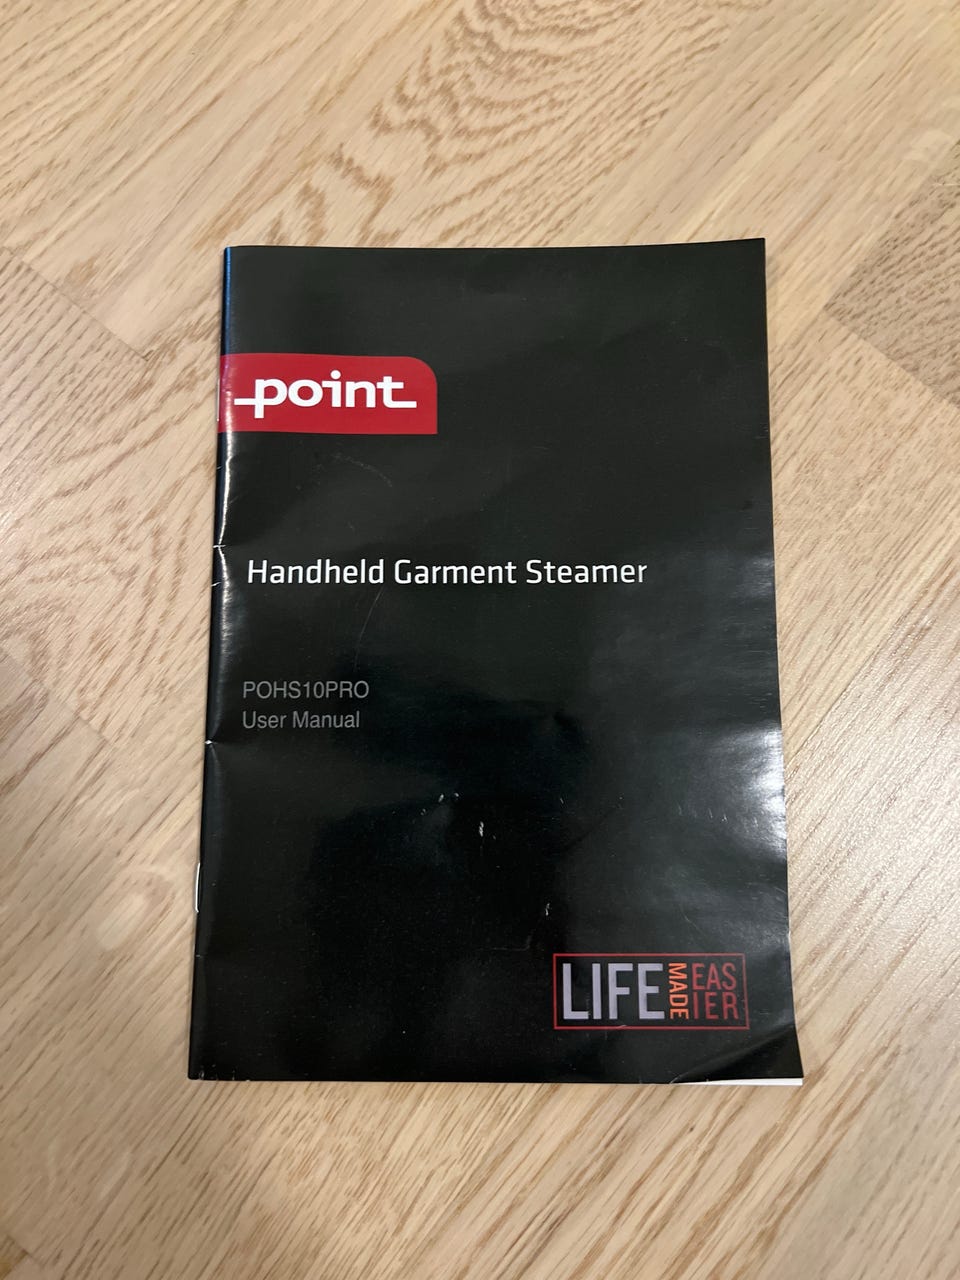 point
Handheld Garment Steamer
POHS10PRO
User Manual
LIFE MADE EASIER